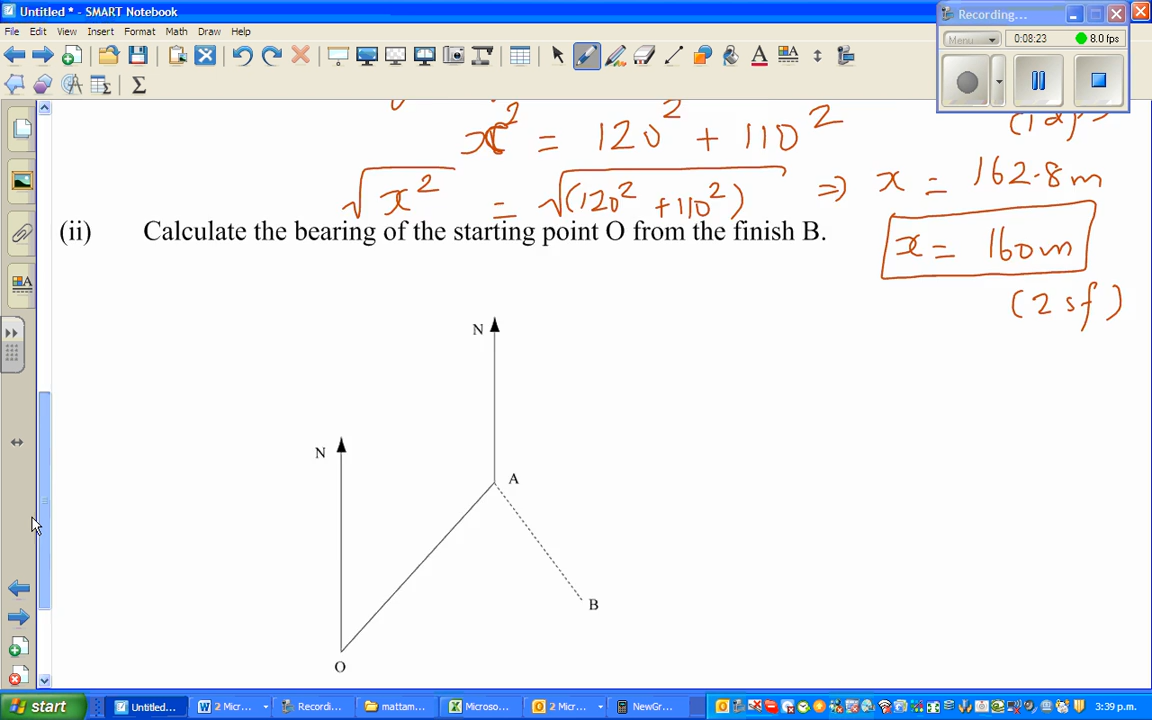 Untitled * - SMART Notebook
Recording...
File Edit View Insert Format Math Draw Help
Menu 0:08:23 8.0 fps
x² = 120² + 110²
√x² = √(120² + 110²) ⇒ x = 162.8m
(ii) Calculate the bearing of the starting point O from the finish B.
x = 160m
(2 sf)
N
N
A
B
O
start Untitled... 2 Micr... Recordi... mattam... Microso... 2 Micr... NewGr... 3:39 p.m.